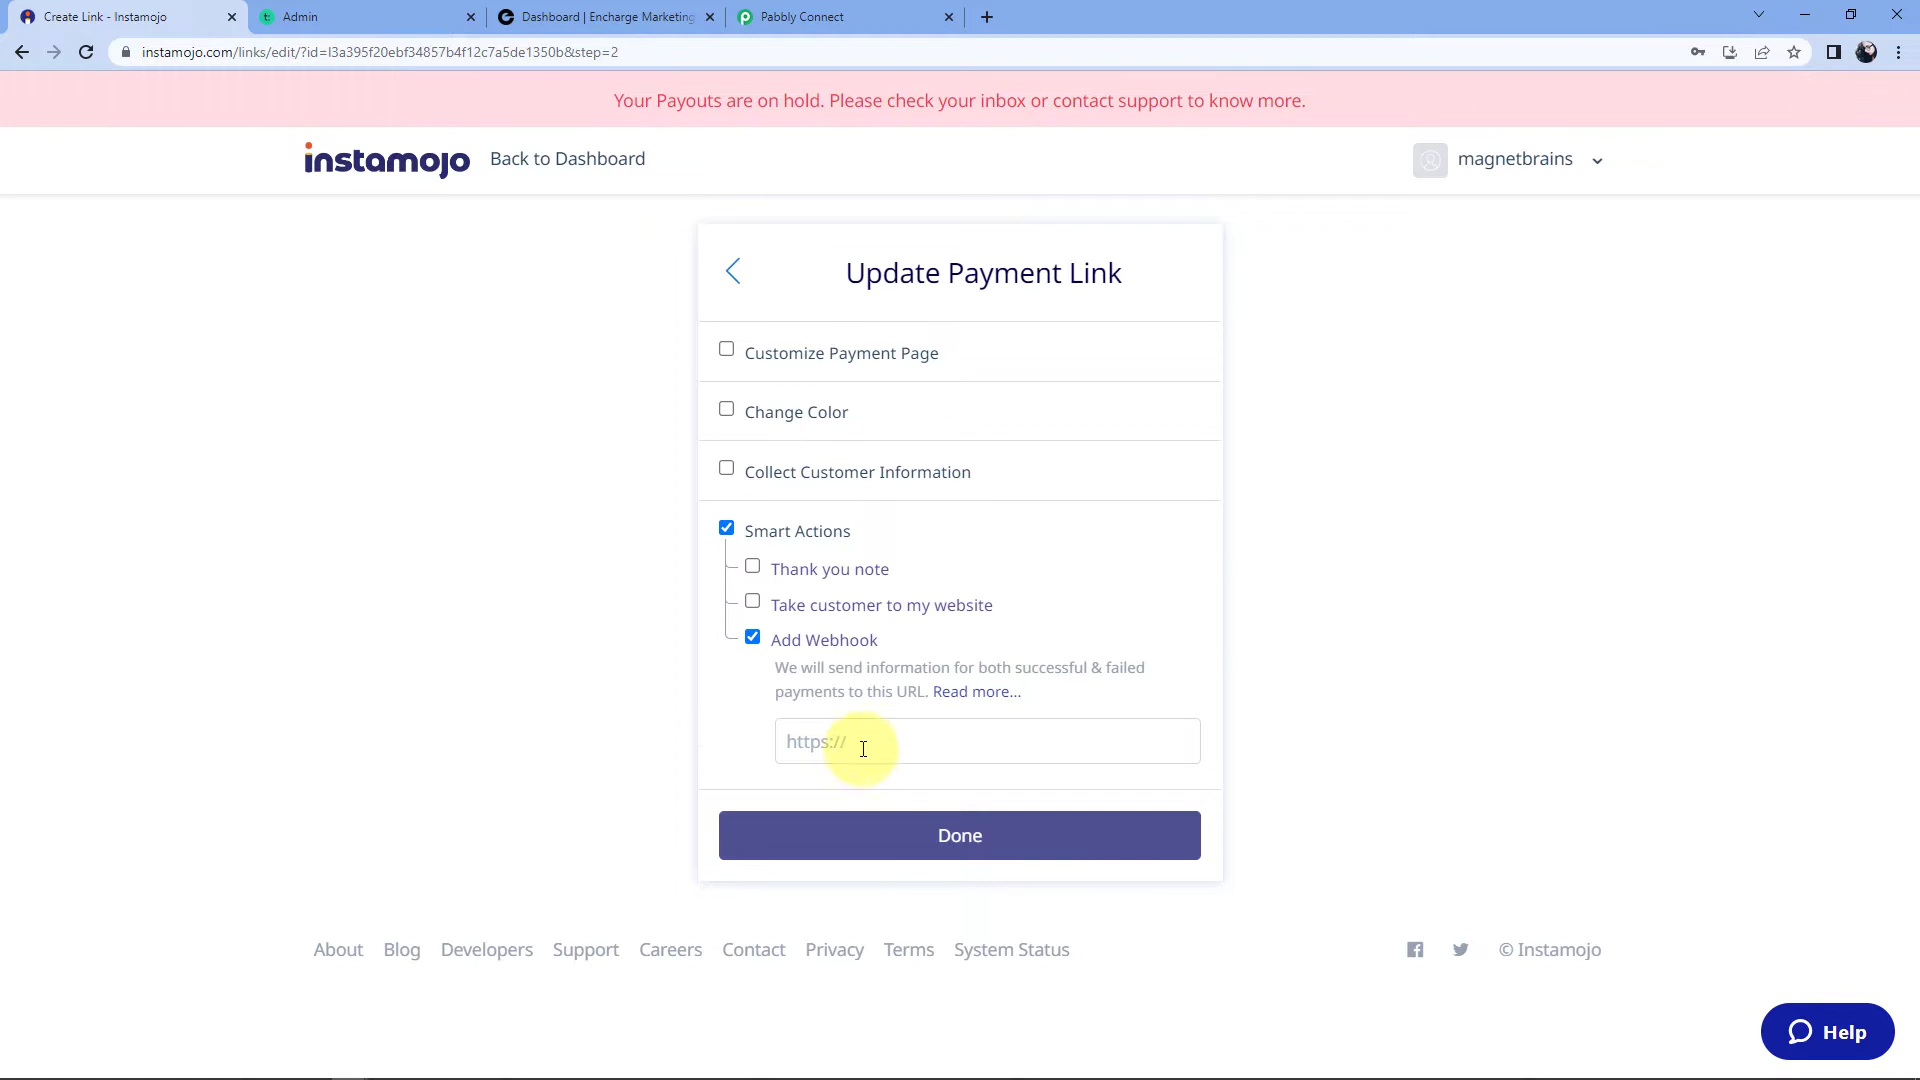 Create Link - Instamojo
Admin
Dashboard | Encharge Marketing
Pabbly Connect
instamojo.com/links/edit/?id=l3a395f20ebf34857b4f12c7a5de1350b&step=2
Your Payouts are on hold. Please check your inbox or contact support to know more.
instamojo Back to Dashboard
magnetbrains
Update Payment Link
Customize Payment Page
Change Color
Collect Customer Information
Smart Actions
Thank you note
Take customer to my website
Add Webhook
We will send information for both successful & failed
payments to this URL. Read more...
https://
Done
About Blog Developers Support Careers Contact Privacy Terms System Status
© Instamojo
Help